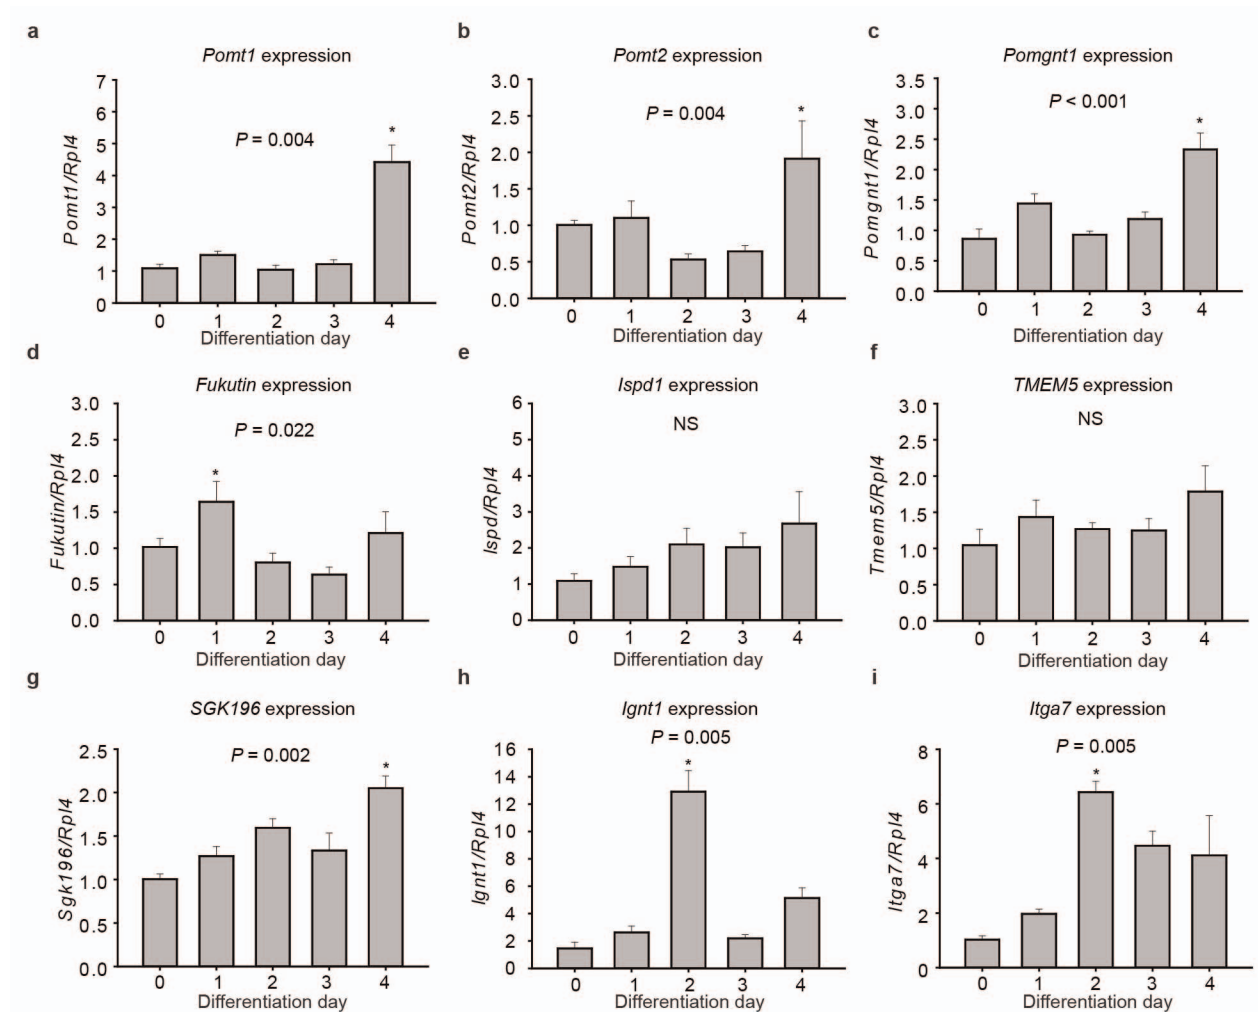 a
Pomt1 expression
P = 0.004
*
Pomt1/Rpl4
7
6
5
4
3
2
1
0
0 1 2 3 4
Differentiation day
b
Pomt2 expression
P = 0.004
*
Pomt2/Rpl4
3.0
2.5
2.0
1.5
1.0
0.5
0.0
0 1 2 3 4
Differentiation day
c
Pomgnt1 expression
P < 0.001
*
Pomgnt1/Rpl4
3.5
3.0
2.5
2.0
1.5
1.0
0.5
0.0
0 1 2 3 4
Differentiation day
d
Fukutin expression
P = 0.022
*
Fukutin/Rpl4
3.0
2.5
2.0
1.5
1.0
0.5
0.0
0 1 2 3 4
Differentiation day
e
Ispd1 expression
NS
Ispd/Rpl4
6
5
4
3
2
1
0
0 1 2 3 4
Differentiation day
f
TMEM5 expression
NS
Tmem5/Rpl4
3.0
2.5
2.0
1.5
1.0
0.5
0.0
0 1 2 3 4
Differentiation day
g
SGK196 expression
P = 0.002
*
Sgk196/Rpl4
2.5
2.0
1.5
1.0
0.5
0.0
0 1 2 3 4
Differentiation day
h
Ignt1 expression
P = 0.005
*
Ignt1/Rpl4
16
14
12
10
8
6
4
2
0
0 1 2 3 4
Differentiation day
i
Itga7 expression
P = 0.005
*
Itga7/Rpl4
8
6
4
2
0
0 1 2 3 4
Differentiation day